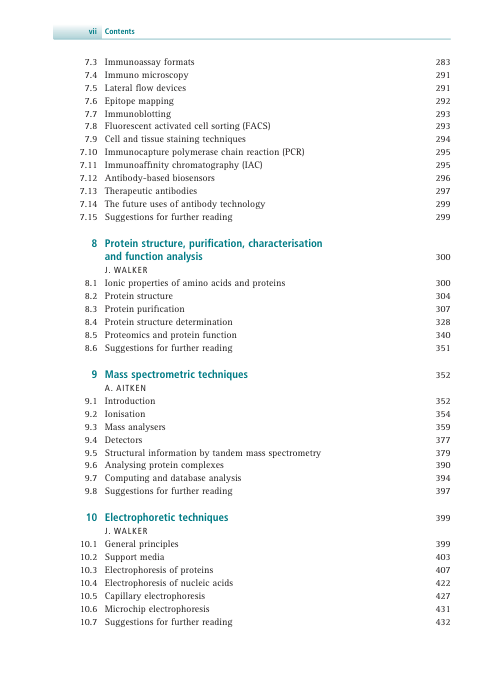 vii Contents
7.3 Immunoassay formats 283
7.4 Immuno microscopy 291
7.5 Lateral flow devices 291
7.6 Epitope mapping 292
7.7 Immunoblotting 293
7.8 Fluorescent activated cell sorting (FACS) 293
7.9 Cell and tissue staining techniques 294
7.10 Immunocapture polymerase chain reaction (PCR) 295
7.11 Immunoaffinity chromatography (IAC) 295
7.12 Antibody-based biosensors 296
7.13 Therapeutic antibodies 297
7.14 The future uses of antibody technology 299
7.15 Suggestions for further reading 299
8 Protein structure, purification, characterisation
and function analysis 300
J. WALKER
8.1 Ionic properties of amino acids and proteins 300
8.2 Protein structure 304
8.3 Protein purification 307
8.4 Protein structure determination 328
8.5 Proteomics and protein function 340
8.6 Suggestions for further reading 351
9 Mass spectrometric techniques 352
A. AITKEN
9.1 Introduction 352
9.2 Ionisation 354
9.3 Mass analysers 359
9.4 Detectors 377
9.5 Structural information by tandem mass spectrometry 379
9.6 Analysing protein complexes 390
9.7 Computing and database analysis 394
9.8 Suggestions for further reading 397
10 Electrophoretic techniques 399
J. WALKER
10.1 General principles 399
10.2 Support media 403
10.3 Electrophoresis of proteins 407
10.4 Electrophoresis of nucleic acids 422
10.5 Capillary electrophoresis 427
10.6 Microchip electrophoresis 431
10.7 Suggestions for further reading 432